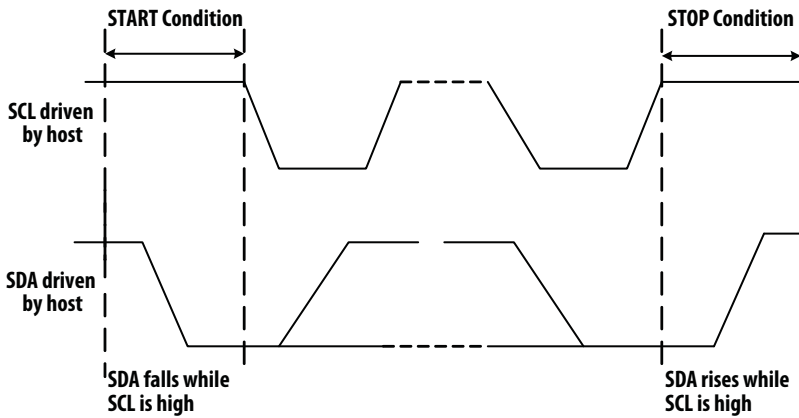 START Condition
STOP Condition
SCL driven
by host
SDA driven
by host
SDA falls while
SCL is high
SDA rises while
SCL is high